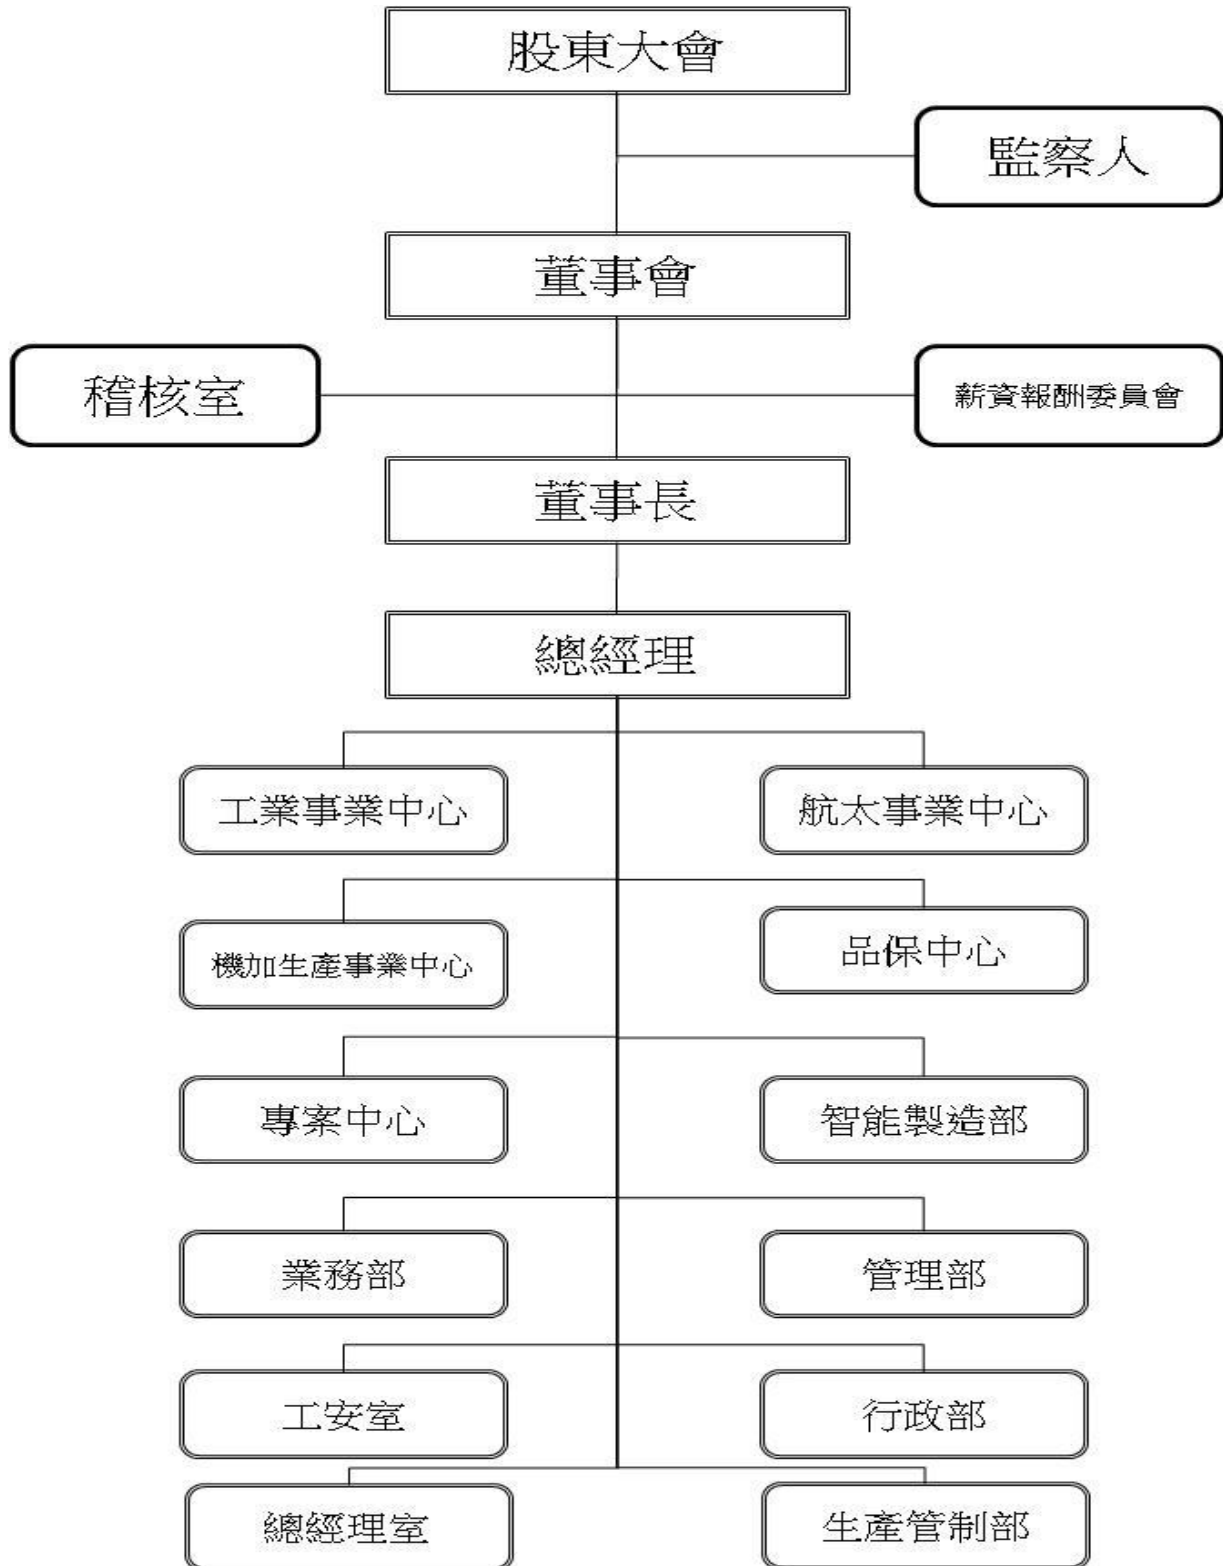 股東大會
監察人
董事會
稽核室
薪資報酬委員會
董事長
總經理
工業事業中心
航太事業中心
機加生產事業中心
品保中心
專案中心
智能製造部
業務部
管理部
工安室
行政部
總經理室
生產管制部